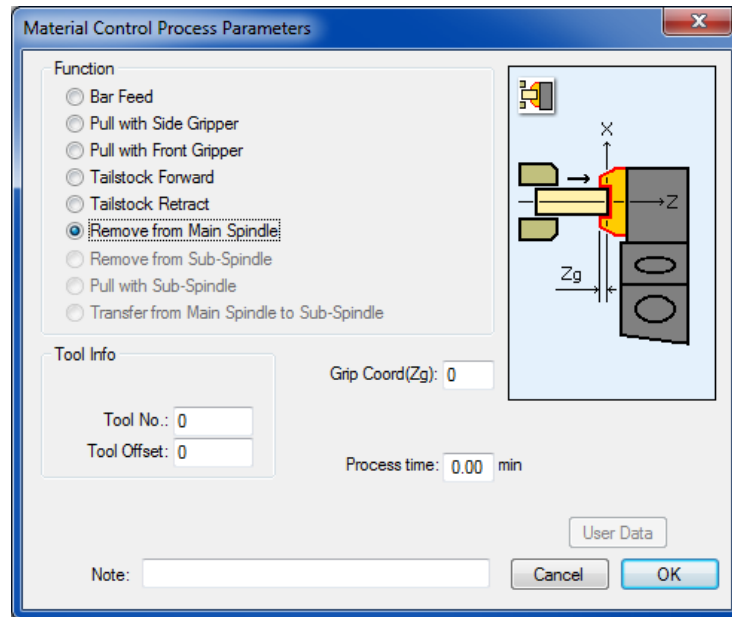 Material Control Process Parameters
Function
Bar Feed
Pull with Side Gripper
Pull with Front Gripper
Tailstock Forward
Tailstock Retract
Remove from Main Spindle
Remove from Sub-Spindle
Pull with Sub-Spindle
Transfer from Main Spindle to Sub-Spindle
X
Z
Zg
Tool Info
Tool No.: 0
Tool Offset: 0
Grip Coord(Zg): 0
Process time: 0.00 min
User Data
Note:
Cancel
OK